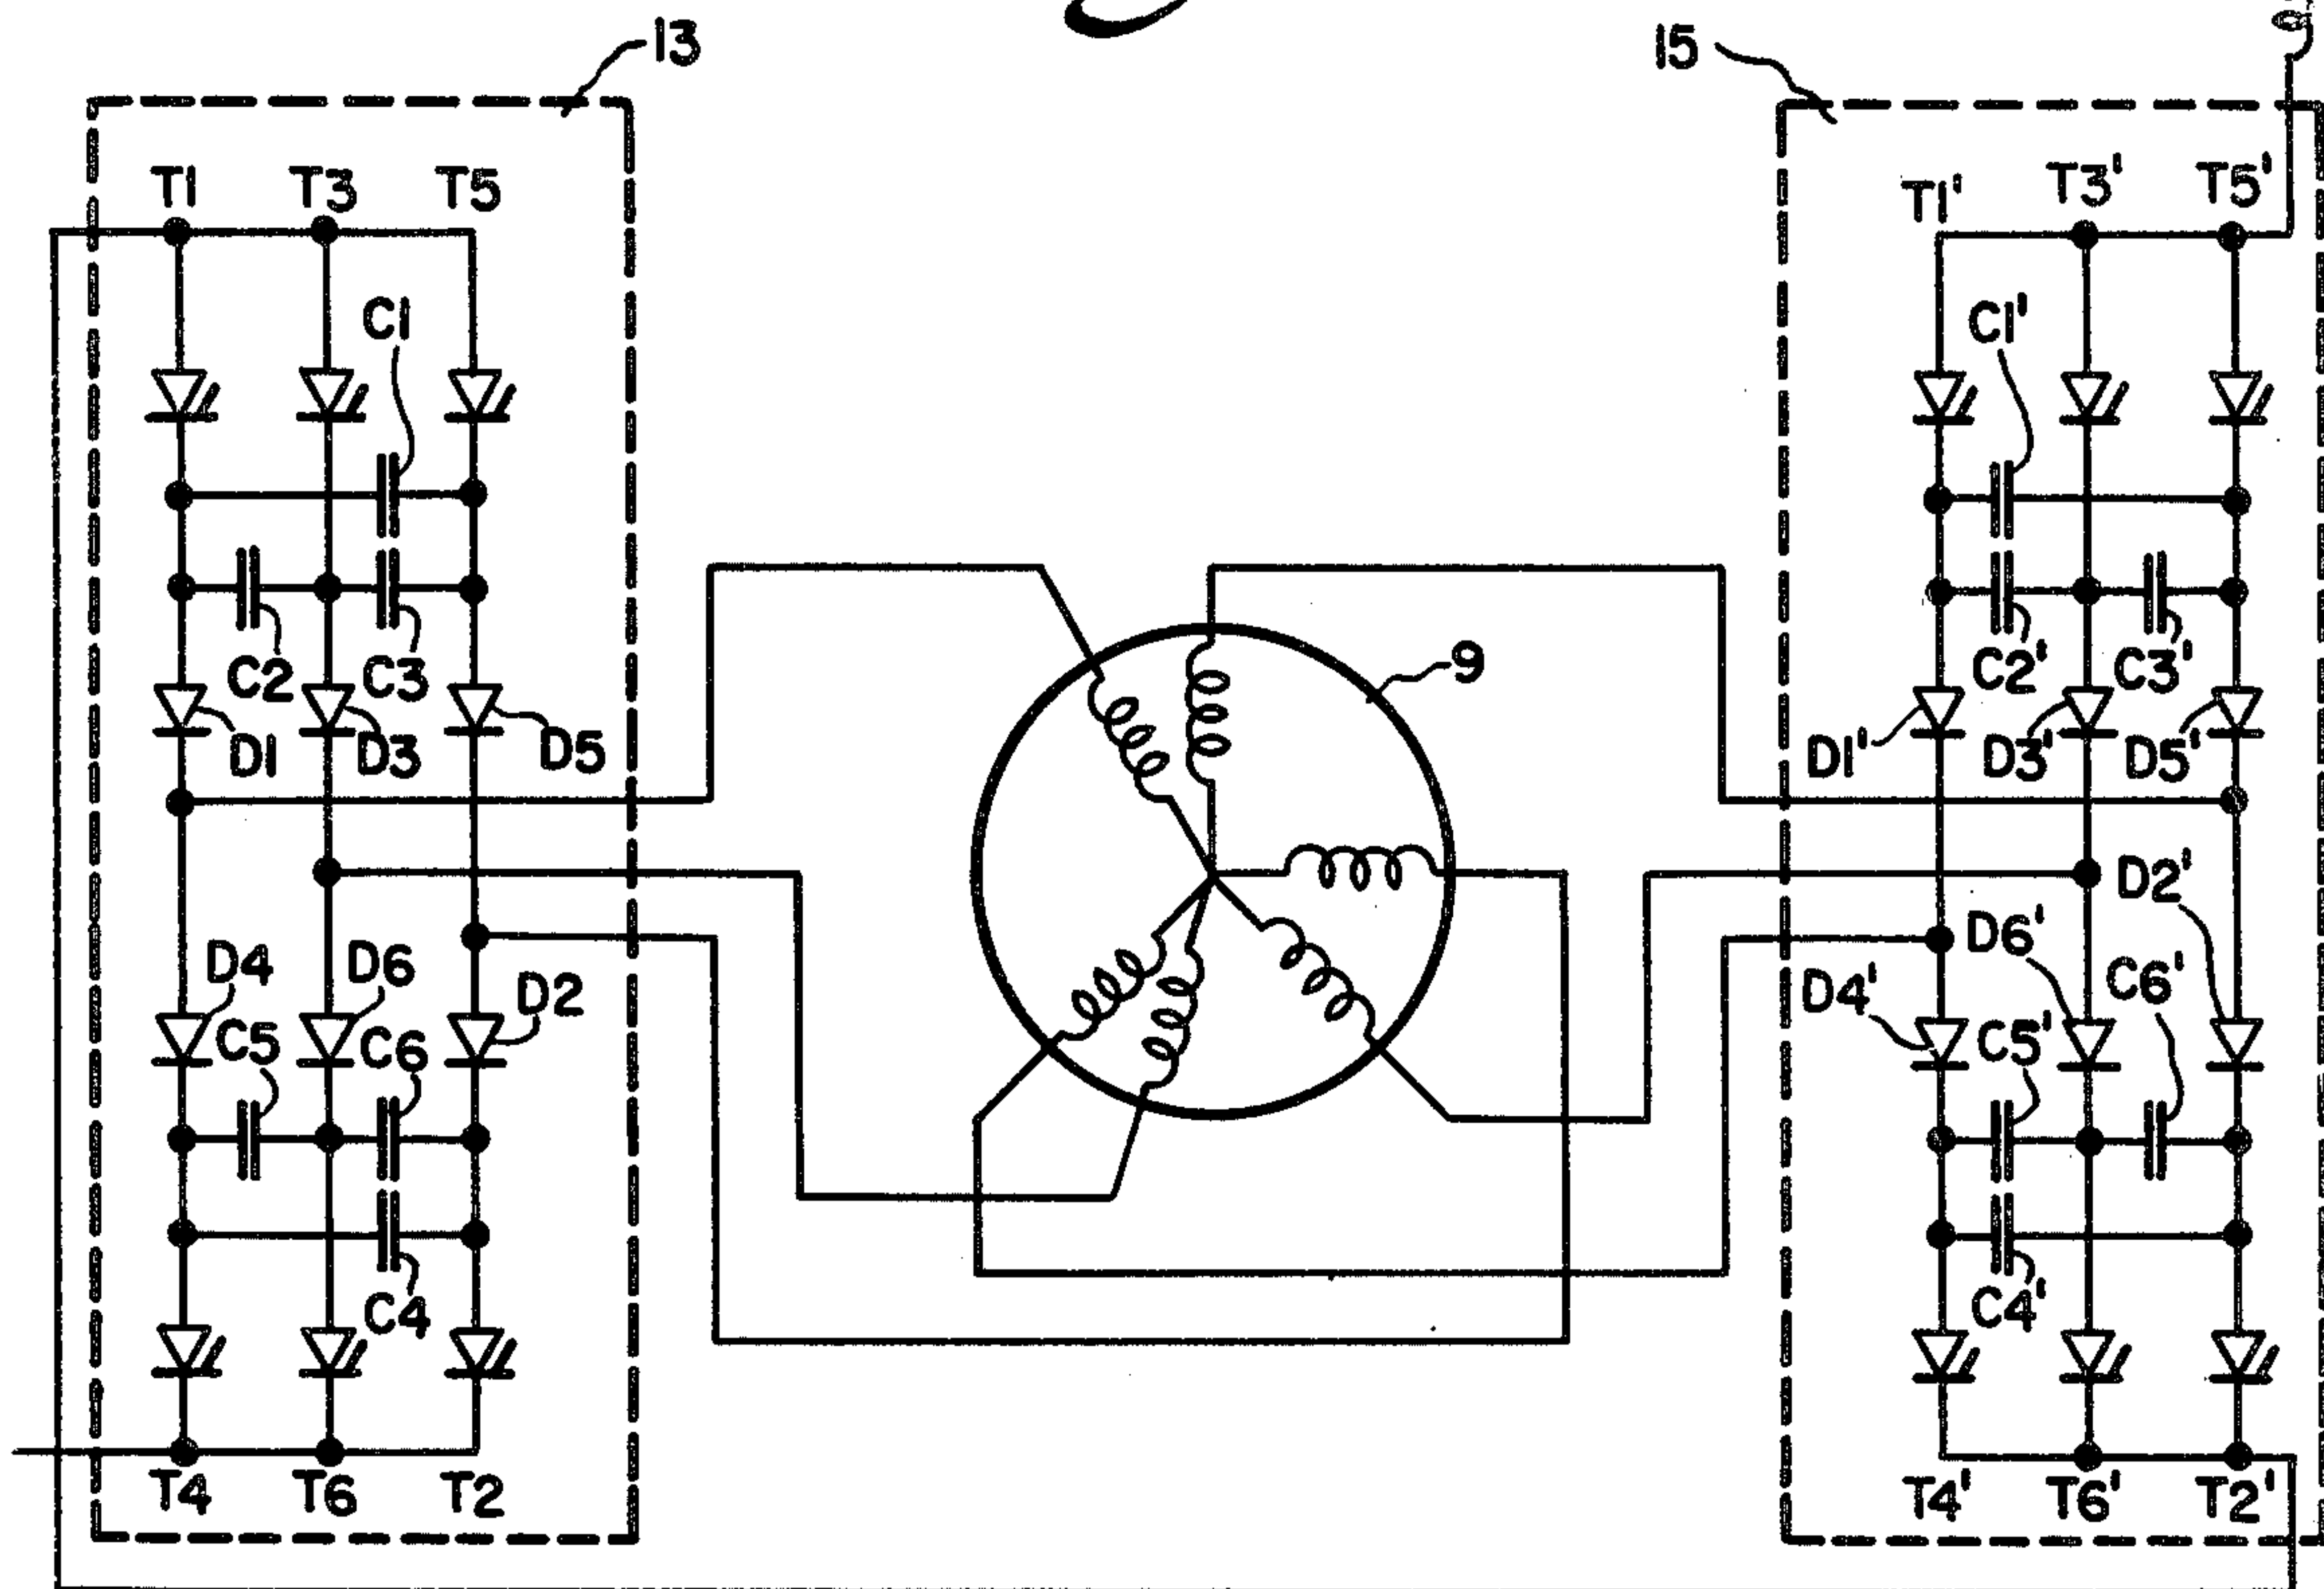 13
15
T1 T3 T5
T1' T3' T5'
C1
C1'
C2 C3
C2' C3'
9
D1 D3 D5
D1' D3' D5'
D4 D6 D2
D6' D2'
D4' C5' C6'
C5 C6
C4
C4'
T4 T6 T2
T4' T6' T2'